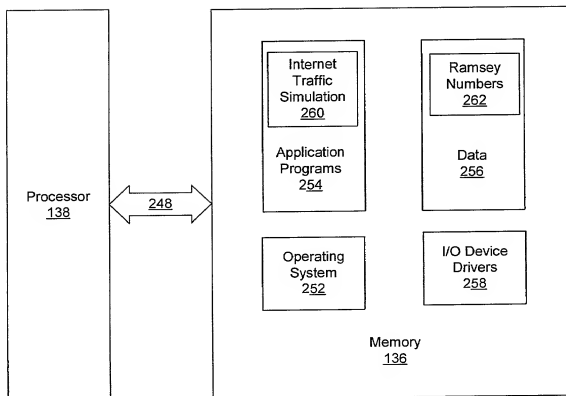 Processor
138
248
Internet
Traffic
Simulation
260
Application
Programs
254
Ramsey
Numbers
262
Data
256
Operating
System
252
I/O Device
Drivers
258
Memory
136